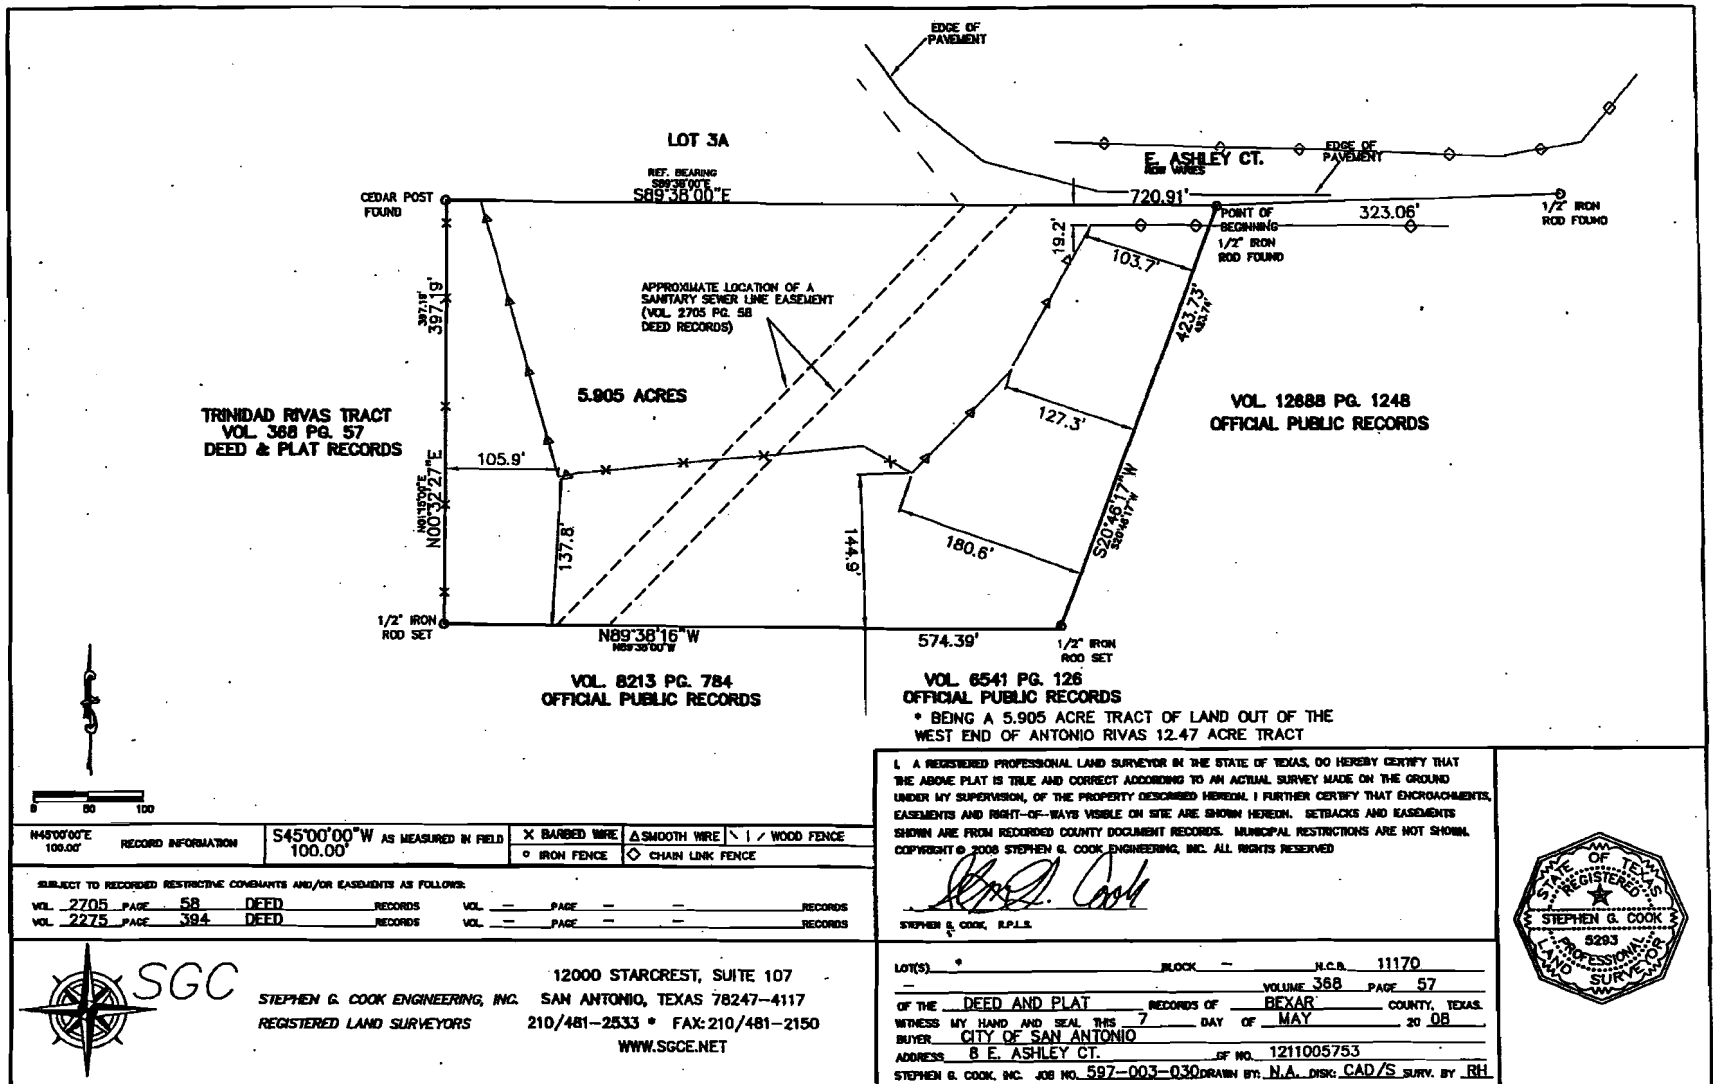 EDGE OF
PAVEMENT
LOT 3A
E. ASHLEY CT.
ROW VARIES
EDGE OF
PAVEMENT
REF. BEARING
S89°38'00"E
S89°38'00"E
720.91'
CEDAR POST
FOUND
POINT OF
BEGINNING
1/2" IRON
ROD FOUND
323.06'
1/2" IRON
ROD FOUND
19.2'
103.7'
APPROXIMATE LOCATION OF A
SANITARY SEWER LINE EASEMENT
(VOL. 2705 PG. 58
DEED RECORDS)
397.19'
397.19'
423.73'
5.905 ACRES
TRINIDAD RIVAS TRACT
VOL. 368 PG. 57
DEED & PLAT RECORDS
VOL. 12688 PG. 1248
OFFICIAL PUBLIC RECORDS
127.3'
105.9'
N01°15'00"E
N00°32'27"E
S20°46'17"W
S20°46'17"W
137.8'
144.9'
180.6'
1/2" IRON
ROD SET
N89°38'16"W
N89°38'00"W
574.39'
1/2" IRON
ROD SET
VOL. 8213 PG. 784
OFFICIAL PUBLIC RECORDS
VOL. 6541 PG. 126
OFFICIAL PUBLIC RECORDS
* BEING A 5.905 ACRE TRACT OF LAND OUT OF THE
WEST END OF ANTONIO RIVAS 12.47 ACRE TRACT
0 50 100
N45°00'00"E
100.00'
RECORD INFORMATION
S45°00'00"W AS MEASURED IN FIELD
100.00'
X BARBED WIRE
△ SMOOTH WIRE
\ I / WOOD FENCE
o IRON FENCE
◇ CHAIN LINK FENCE
SUBJECT TO RECORDED RESTRICTIVE COVENANTS AND/OR EASEMENTS AS FOLLOWS:
VOL. 2705 PAGE 58 DEED RECORDS VOL. — PAGE — — RECORDS
VOL. 2275 PAGE 394 DEED RECORDS VOL. — PAGE — — RECORDS
I, A REGISTERED PROFESSIONAL LAND SURVEYOR IN THE STATE OF TEXAS, DO HEREBY CERTIFY THAT
THE ABOVE PLAT IS TRUE AND CORRECT ACCORDING TO AN ACTUAL SURVEY MADE ON THE GROUND
UNDER MY SUPERVISION, OF THE PROPERTY DESCRIBED HEREON. I FURTHER CERTIFY THAT ENCROACHMENTS,
EASEMENTS AND RIGHT-OF-WAYS VISIBLE ON SITE ARE SHOWN HEREON. SETBACKS AND EASEMENTS
SHOWN ARE FROM RECORDED COUNTY DOCUMENT RECORDS. MUNICIPAL RESTRICTIONS ARE NOT SHOWN.
COPYRIGHT © 2008 STEPHEN G. COOK ENGINEERING, INC. ALL RIGHTS RESERVED
STEPHEN G. COOK, R.P.L.S.
STATE OF TEXAS
REGISTERED
STEPHEN G. COOK
5293
PROFESSIONAL
LAND SURVEYOR
SGC
STEPHEN G. COOK ENGINEERING, INC.
REGISTERED LAND SURVEYORS
12000 STARCREST, SUITE 107
SAN ANTONIO, TEXAS 78247-4117
210/481-2533 * FAX: 210/481-2150
WWW.SGCE.NET
LOT(S) * BLOCK — N.C.B. 11170
— VOLUME 368 PAGE 57
OF THE DEED AND PLAT RECORDS OF BEXAR COUNTY, TEXAS.
WITNESS MY HAND AND SEAL THIS 7 DAY OF MAY 20 08
BUYER CITY OF SAN ANTONIO
ADDRESS 8 E. ASHLEY CT. GF NO. 1211005753
STEPHEN G. COOK, INC. JOB NO. 597-003-030 DRAWN BY: N.A. DISK: CAD/S SURV. BY RH